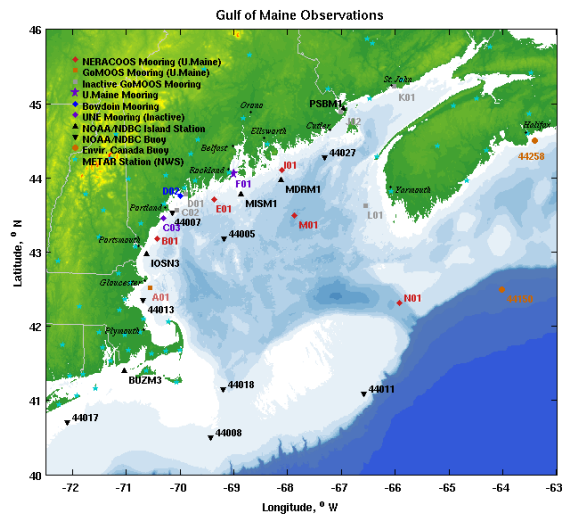 Gulf of Maine Observations
46
45
44
43
42
41
40
Latitude, ° N
NERACOOS Mooring (U.Maine)
GoMOOS Mooring (U.Maine)
Inactive GoMOOS Mooring
U.Maine Mooring
Bowdoin Mooring
UNE Mooring (Inactive)
NOAA/NDBC Island Station
NOAA/NDBC Buoy
Envir. Canada Buoy
METAR Station (NWS)
St. John
K01
PSBM1
Orono
Ellsworth
Cutler
Halifax
44258
Belfast
44027
Rockland
I01
F01
MDRM1
Yarmouth
D02
D01
MISM1
Portland
C02
E01
L01
44007
M01
C03
44005
Portsmouth
B01
IOSN3
Gloucester
A01
N01
44013
Plymouth
BUZM3
44018
44011
44017
44008
-72 -71 -70 -69 -68 -67 -66 -65 -64 -63
Longitude, ° W